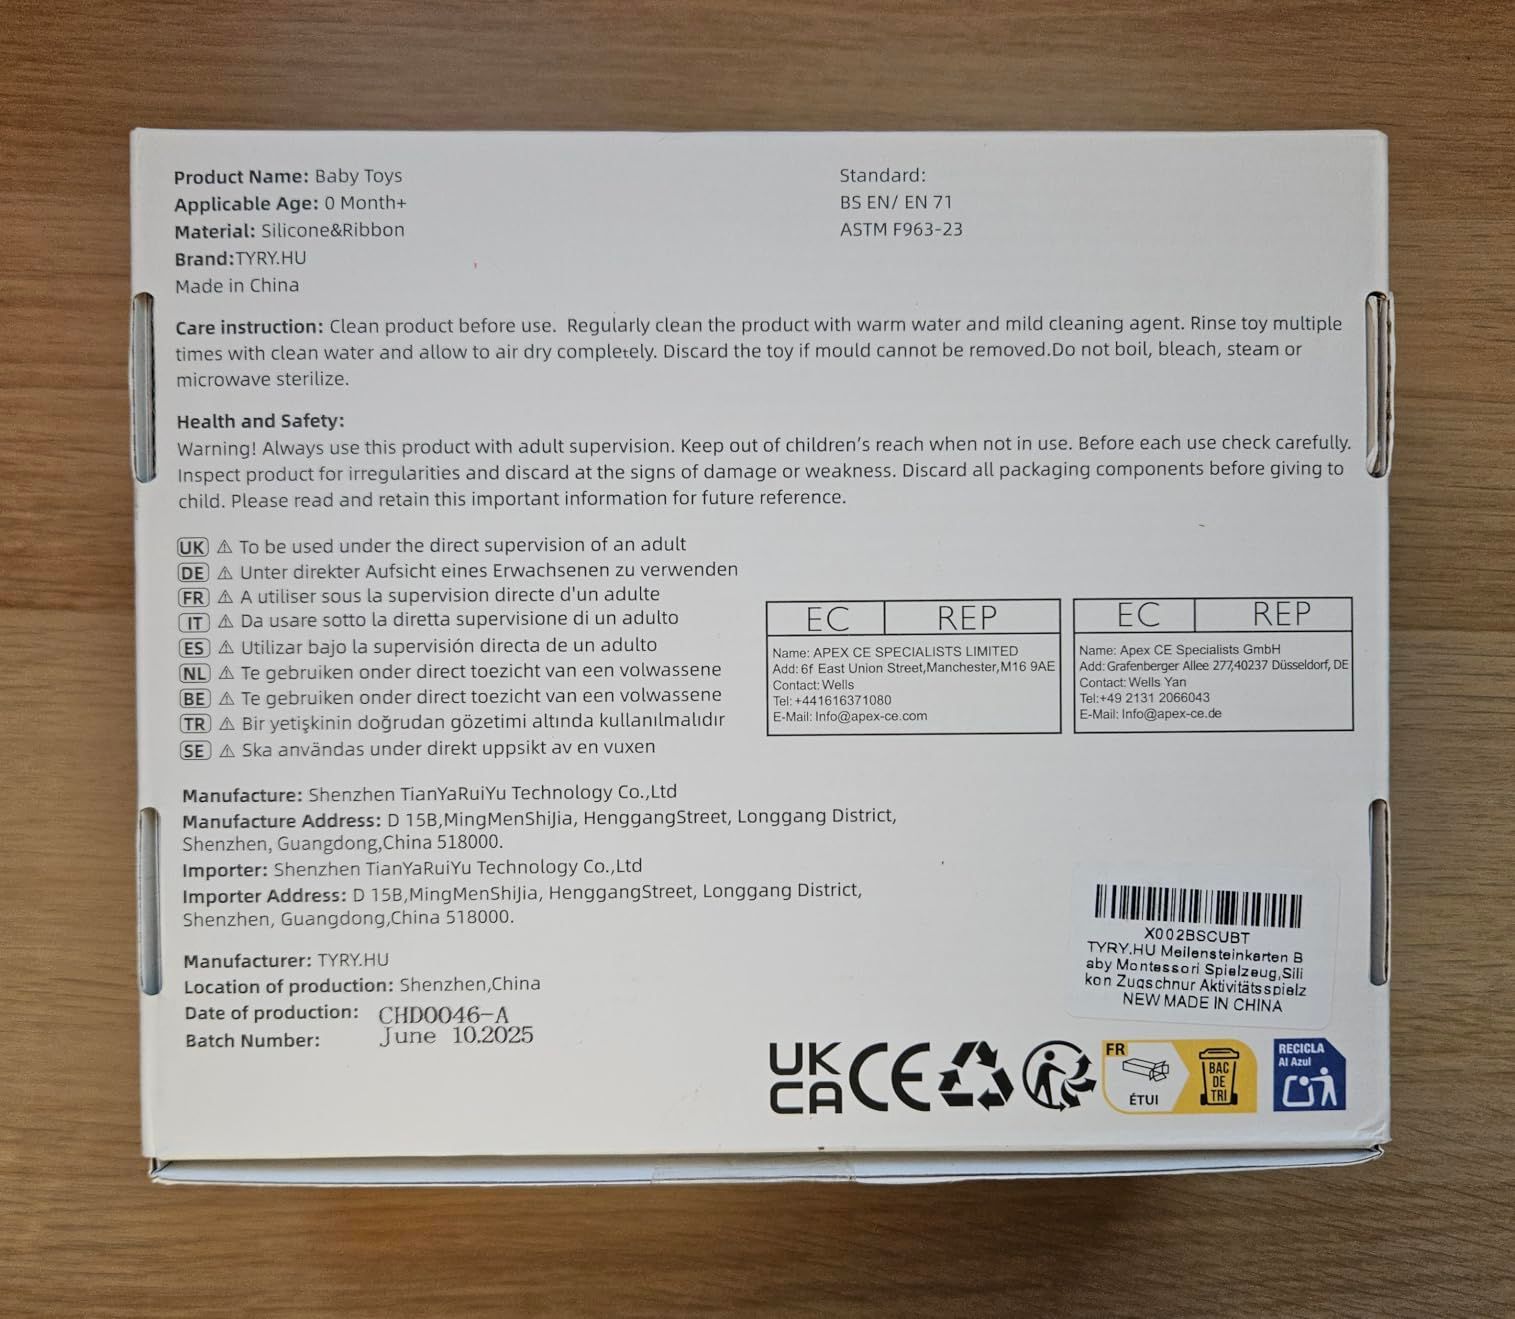 Product Name: Baby Toys
Applicable Age: 0 Month+
Material: Silicone&Ribbon
Brand:TYRY.HU
Made in China
Standard:
BS EN/ EN 71
ASTM F963-23
Care instruction: Clean product before use. Regularly clean the product with warm water and mild cleaning agent. Rinse toy multiple
times with clean water and allow to air dry completely. Discard the toy if mould cannot be removed.Do not boil, bleach, steam or
microwave sterilize.
Health and Safety:
Warning! Always use this product with adult supervision. Keep out of children's reach when not in use. Before each use check carefully.
Inspect product for irregularities and discard at the signs of damage or weakness. Discard all packaging components before giving to
child. Please read and retain this important information for future reference.
UK ⚠ To be used under the direct supervision of an adult
DE ⚠ Unter direkter Aufsicht eines Erwachsenen zu verwenden
FR ⚠ A utiliser sous la supervision directe d'un adulte
IT ⚠ Da usare sotto la diretta supervisione di un adulto
ES ⚠ Utilizar bajo la supervisión directa de un adulto
NL ⚠ Te gebruiken onder direct toezicht van een volwassene
BE ⚠ Te gebruiken onder direct toezicht van een volwassene
TR ⚠ Bir yetişkinin doğrudan gözetimi altında kullanılmalıdır
SE ⚠ Ska användas under direkt uppsikt av en vuxen
EC REP
Name: APEX CE SPECIALISTS LIMITED
Add: 6f East Union Street,Manchester,M16 9AE
Contact: Wells
Tel: +441616371080
E-Mail: Info@apex-ce.com
EC REP
Name: Apex CE Specialists GmbH
Add: Grafenberger Allee 277,40237 Düsseldorf, DE
Contact: Wells Yan
Tel:+49 2131 2066043
E-Mail: Info@apex-ce.de
Manufacture: Shenzhen TianYaRuiYu Technology Co.,Ltd
Manufacture Address: D 15B,MingMenShiJia, HenggangStreet, Longgang District,
Shenzhen, Guangdong,China 518000.
Importer: Shenzhen TianYaRuiYu Technology Co.,Ltd
Importer Address: D 15B,MingMenShiJia, HenggangStreet, Longgang District,
Shenzhen, Guangdong,China 518000.
Manufacturer: TYRY.HU
Location of production: Shenzhen,China
Date of production: CHD0046-A
Batch Number: June 10.2025
X002BSCUBT
TYRY.HU Meilensteinkarten B
aby Montessori Spielzeug,Sili
kon Zugschnur Aktivitätsspielz
NEW MADE IN CHINA
UK
CA
CE
FR
ÉTUI
BAC
DE
TRI
RECICLA
Al Azul